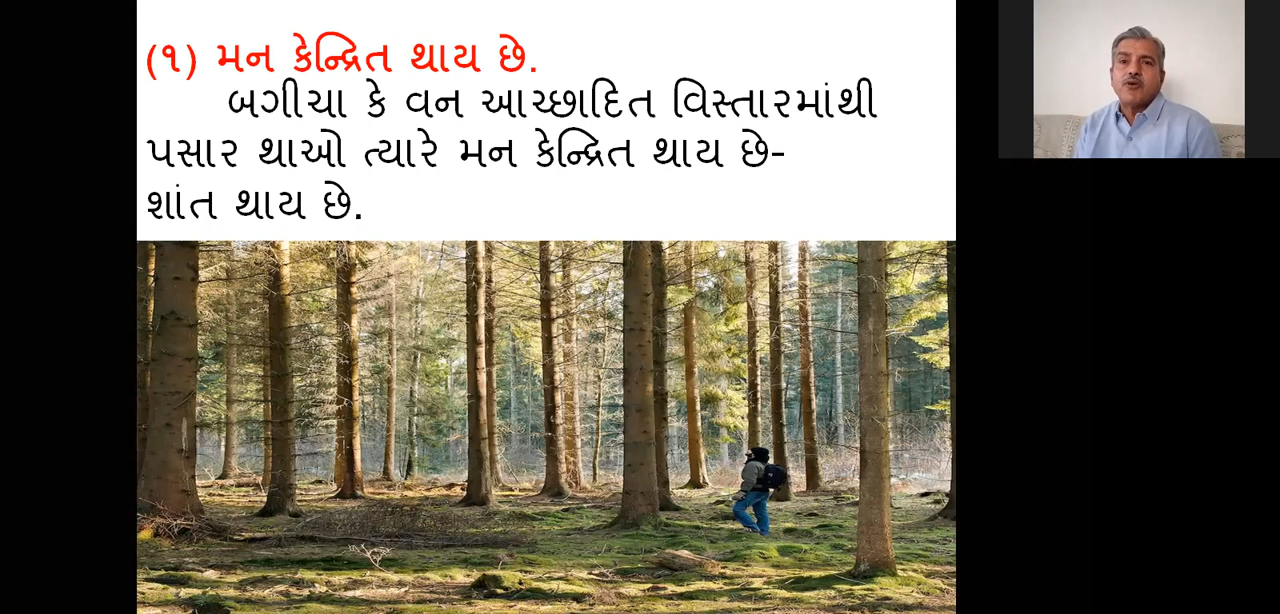 (૧) મન કેન્દ્રિત થાય છે.
બગીચા કે વન આચ્છાદિત વિસ્તારમાંથી
પસાર થાઓ ત્યારે મન કેન્દ્રિત થાય છે-
શાંત થાય છે.